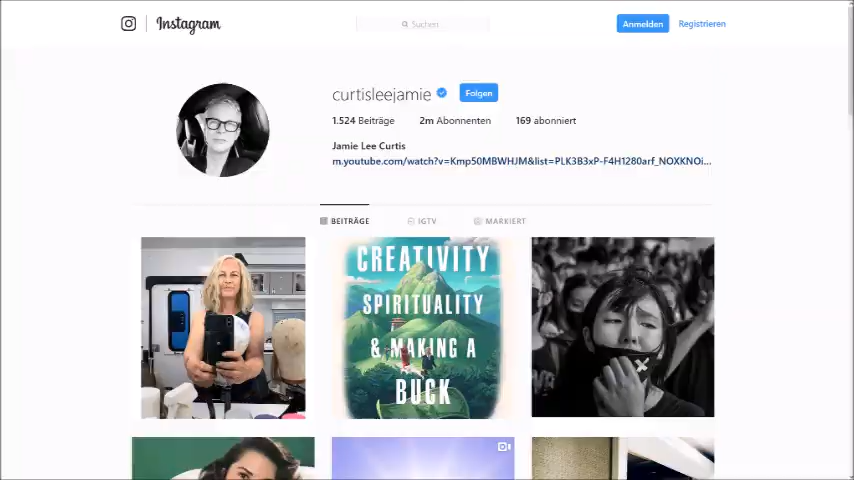 Instagram
Suchen
Anmelden
Registrieren
curtisleejamie
Folgen
1.524 Beiträge
2m Abonnenten
169 abonniert
Jamie Lee Curtis
m.youtube.com/watch?v=Kmp50MBWHJM&list=PLK3B3xP-F4H1280arf_NOXKNOi...
BEITRÄGE
IGTV
MARKIERT
CREATIVITY
SPIRITUALITY
& MAKING A
BUCK